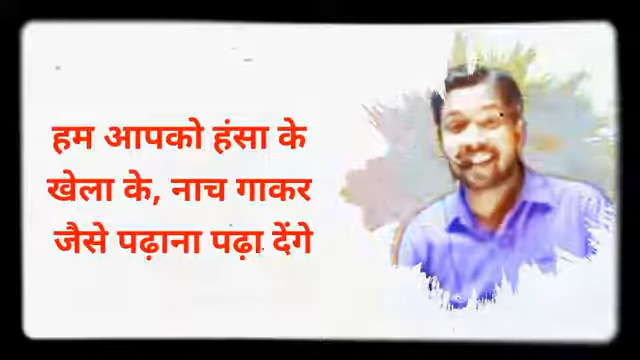 हम आपको हंसा के
खेला के, नाच गाकर
जैसे पढ़ाना पढ़ा देंगे